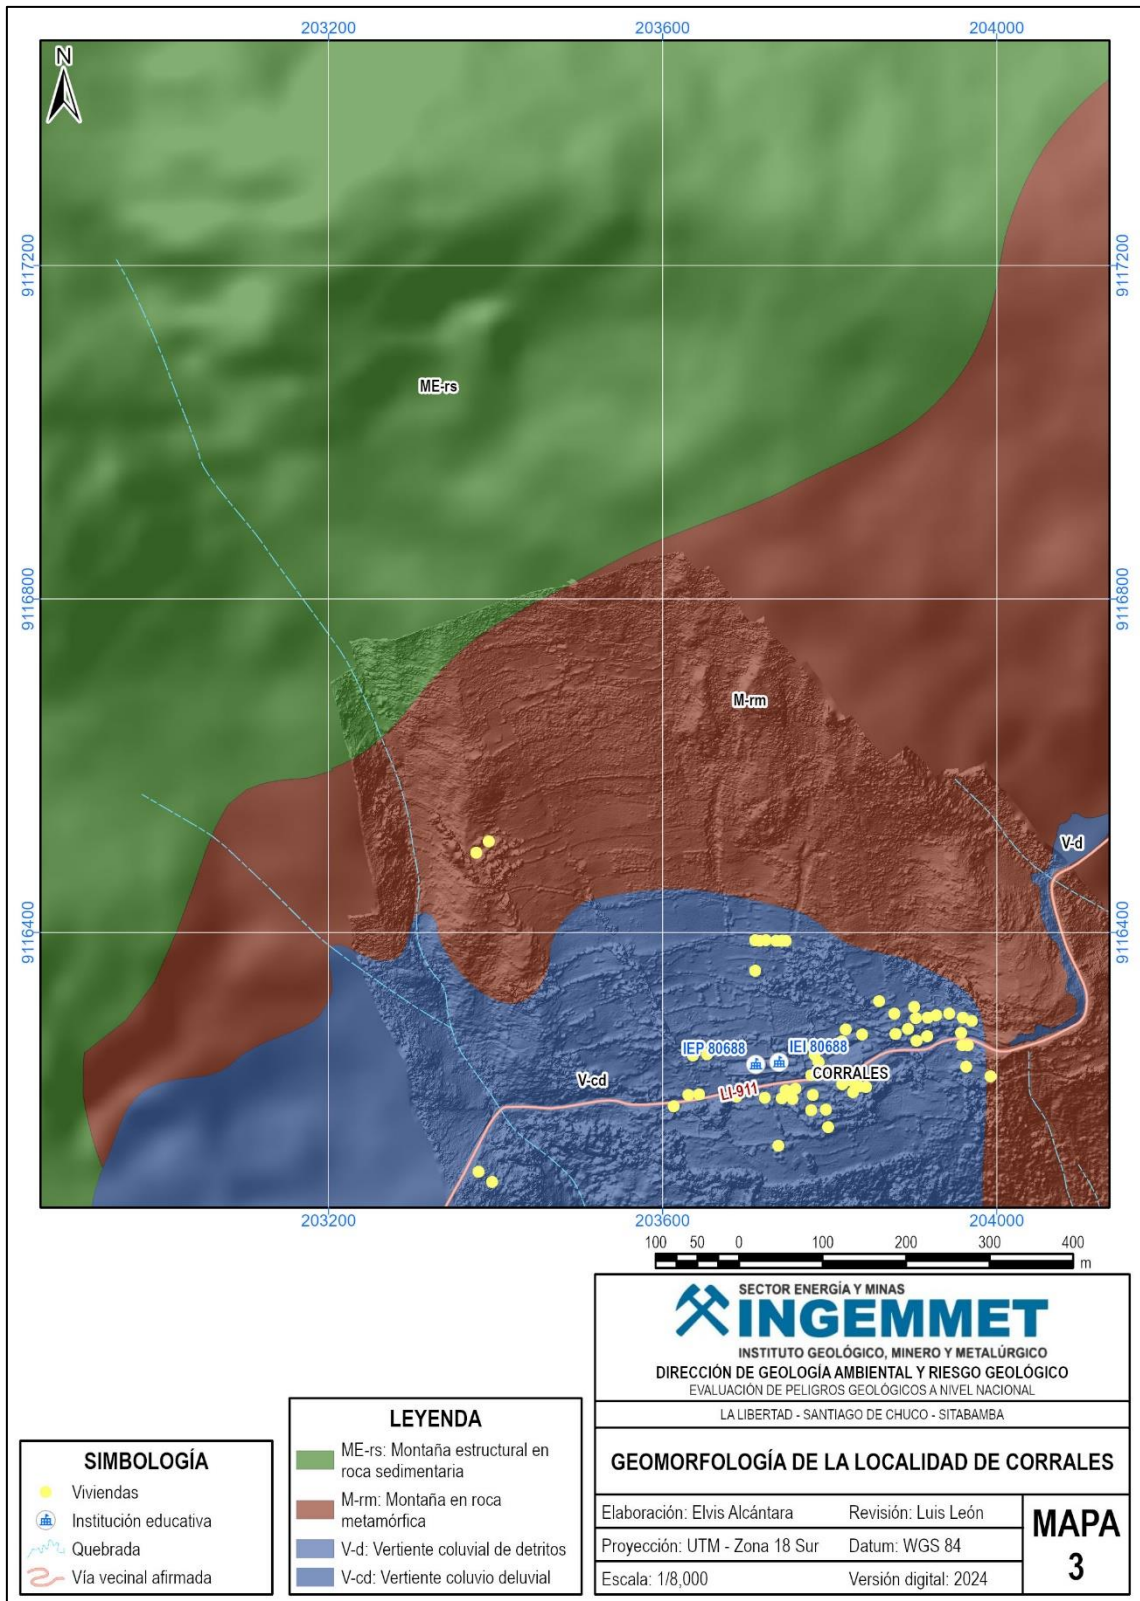 203200
203600
204000
N
9117200
9117200
ME-rs
9116800
9116800
M-rm
V-d
9116400
9116400
IEP 80688
IEI 80688
CORRALES
V-cd
LI-911
203200
203600
204000
100 50 0 100 200 300 400
m
SECTOR ENERGÍA Y MINAS
INGEMMET
INSTITUTO GEOLÓGICO, MINERO Y METALÚRGICO
DIRECCIÓN DE GEOLOGÍA AMBIENTAL Y RIESGO GEOLÓGICO
EVALUACIÓN DE PELIGROS GEOLÓGICOS A NIVEL NACIONAL
LA LIBERTAD - SANTIAGO DE CHUCO - SITABAMBA
GEOMORFOLOGÍA DE LA LOCALIDAD DE CORRALES
Elaboración: Elvis Alcántara
Revisión: Luis León
Proyección: UTM - Zona 18 Sur
Datum: WGS 84
Escala: 1/8,000
Versión digital: 2024
MAPA
3
LEYENDA
ME-rs: Montaña estructural en
roca sedimentaria
M-rm: Montaña en roca
metamórfica
V-d: Vertiente coluvial de detritos
V-cd: Vertiente coluvio deluvial
SIMBOLOGÍA
Viviendas
Institución educativa
Quebrada
Vía vecinal afirmada